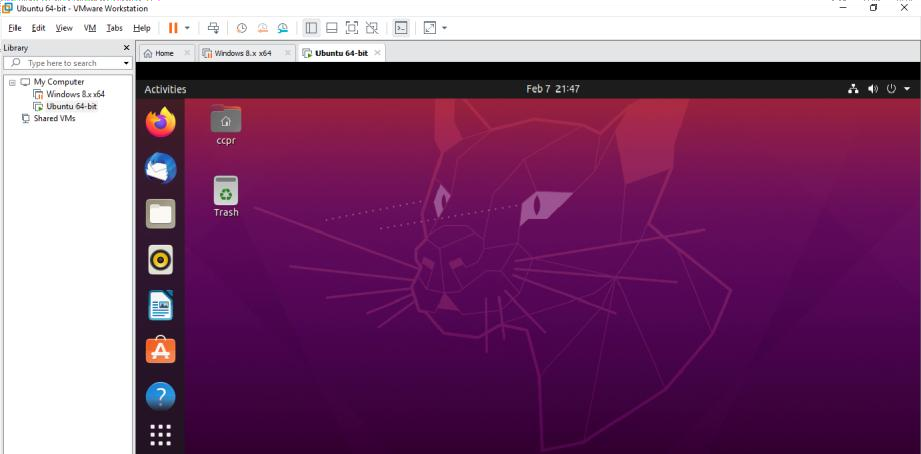 Ubuntu 64-bit - VMware Workstation
File Edit View VM Tabs Help
Library
Type here to search
My Computer
Windows 8.x x64
Ubuntu 64-bit
Shared VMs
Home
Windows 8.x x64
Ubuntu 64-bit
Activities
Feb 7 21:47
ccpr
Trash